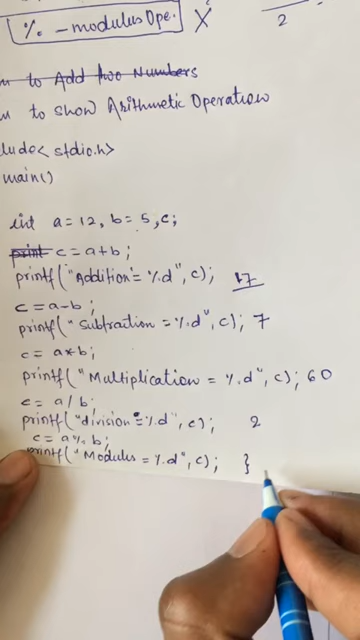 % - modulus Ope. X
2
to Add two Numbers
to show Arithmetic Operation
clude< stdio.h>
main()
int a=12, b=5, c;
print c=a+b;
printf("Addition = %d", c); 17
c=a-b;
printf("Subtraction = %d", c); 7
c=a*b;
printf("Multiplication = %d", c); 60
c=a/b;
printf("division = %d", c); 2
c=a%b;
printf("Modulus = %d", c); }